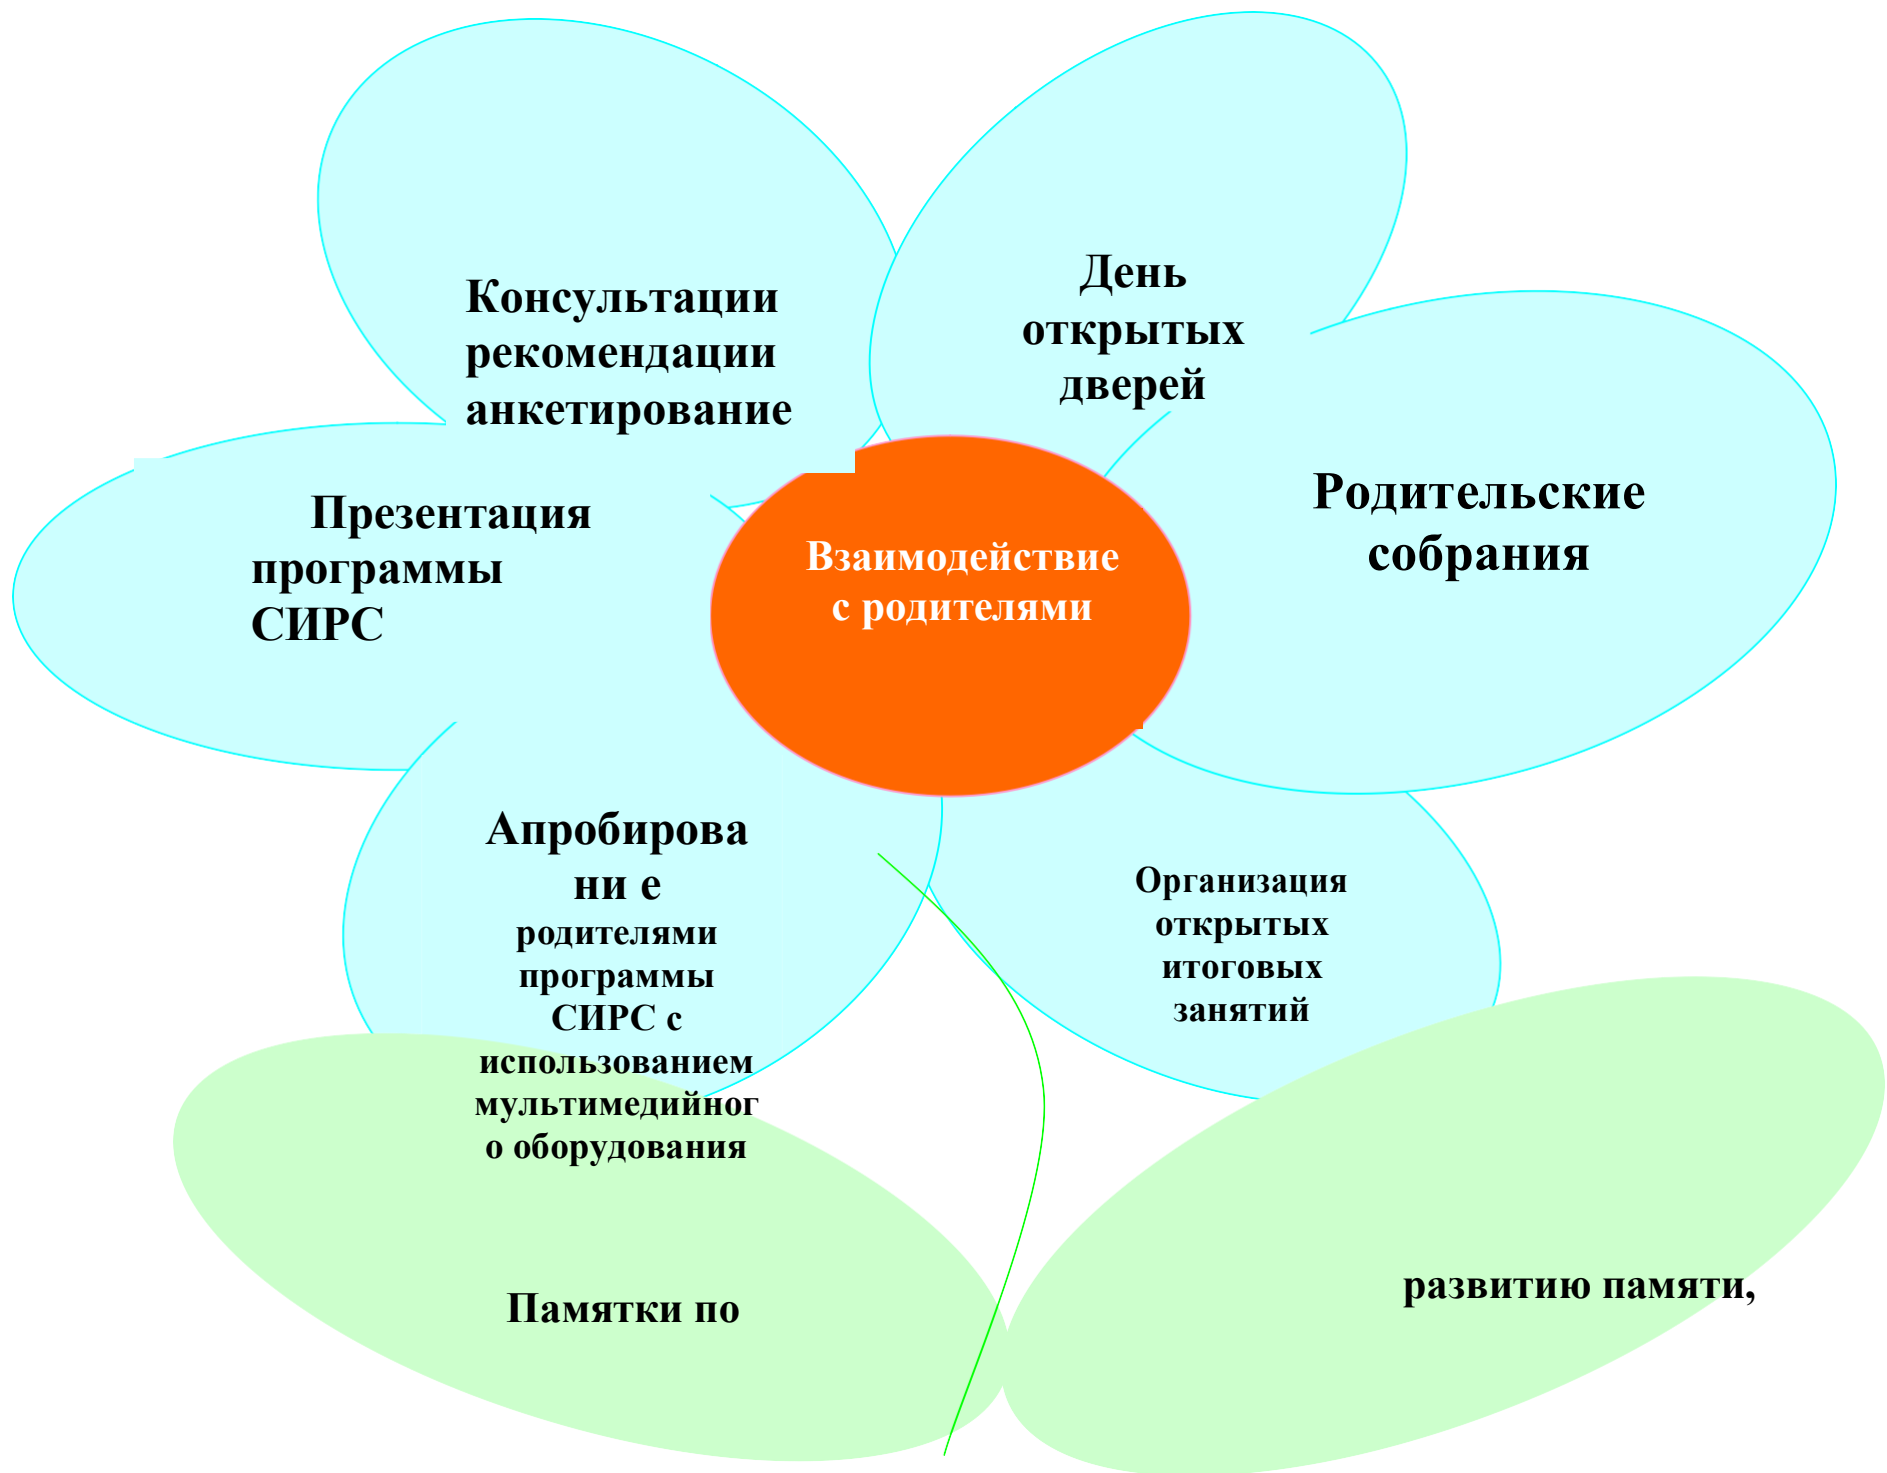 Консультации
рекомендации
анкетирование
День
открытых
дверей
Родительские
собрания
Презентация
программы
СИРС
Взаимодействие
с родителями
Апробирова
ни е
родителями
программы
СИРС с
использованием
мультимедийног
о оборудования
Организация
открытых
итоговых
занятий
Памятки по
развитию памяти,